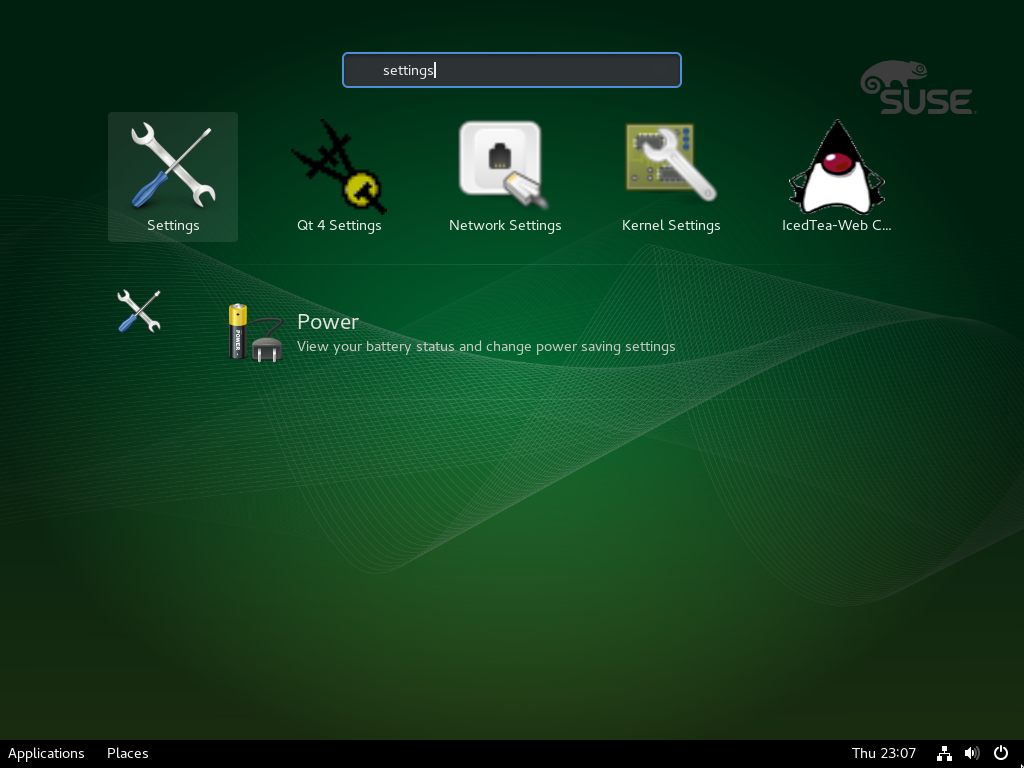 settings
SUSE
Settings
Qt 4 Settings
Network Settings
Kernel Settings
IcedTea-Web C...
POWER
Power
View your battery status and change power saving settings
Applications
Places
Thu 23:07